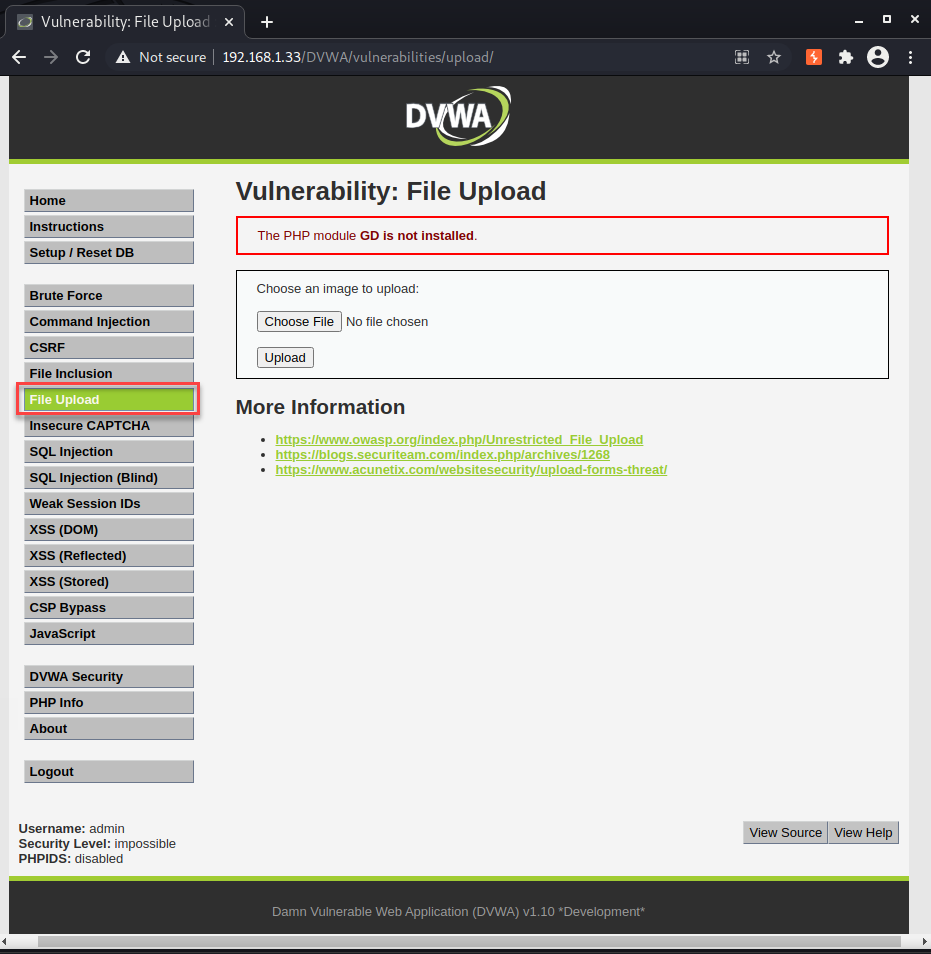 Vulnerability: File Upload
Not secure
192.168.1.33/DVWA/vulnerabilities/upload/
DVWA
Home
Instructions
Setup / Reset DB
Brute Force
Command Injection
CSRF
File Inclusion
File Upload
Insecure CAPTCHA
SQL Injection
SQL Injection (Blind)
Weak Session IDs
XSS (DOM)
XSS (Reflected)
XSS (Stored)
CSP Bypass
JavaScript
DVWA Security
PHP Info
About
Logout
Vulnerability: File Upload
The PHP module GD is not installed.
Choose an image to upload:
Choose File No file chosen
Upload
More Information
https://www.owasp.org/index.php/Unrestricted_File_Upload
https://blogs.securiteam.com/index.php/archives/1268
https://www.acunetix.com/websitesecurity/upload-forms-threat/
Username: admin
Security Level: impossible
PHPIDS: disabled
View Source View Help
Damn Vulnerable Web Application (DVWA) v1.10 *Development*